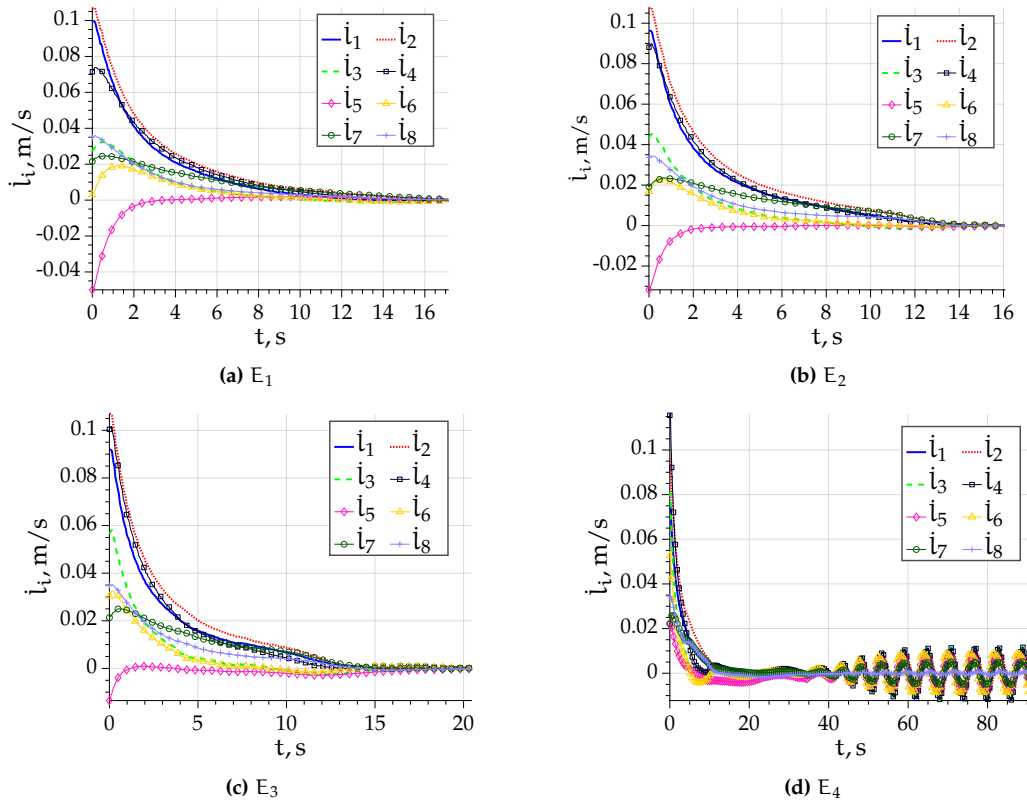 0.1
0.08
0.06
0.04
0.02
0
-0.02
-0.04
l̇ᵢ, m/s
l̇₁ l̇₂
l̇₃ l̇₄
l̇₅ l̇₆
l̇₇ l̇₈
0 2 4 6 8 10 12 14 16
t, s
(a) E₁
0.1
0.08
0.06
0.04
0.02
0
-0.02
l̇ᵢ, m/s
l̇₁ l̇₂
l̇₃ l̇₄
l̇₅ l̇₆
l̇₇ l̇₈
0 2 4 6 8 10 12 14 16
t, s
(b) E₂
0.1
0.08
0.06
0.04
0.02
0
l̇ᵢ, m/s
l̇₁ l̇₂
l̇₃ l̇₄
l̇₅ l̇₆
l̇₇ l̇₈
0 5 10 15 20
t, s
(c) E₃
0.1
0.08
0.06
0.04
0.02
0
l̇ᵢ, m/s
l̇₁ l̇₂
l̇₃ l̇₄
l̇₅ l̇₆
l̇₇ l̇₈
0 20 40 60 80
t, s
(d) E₄